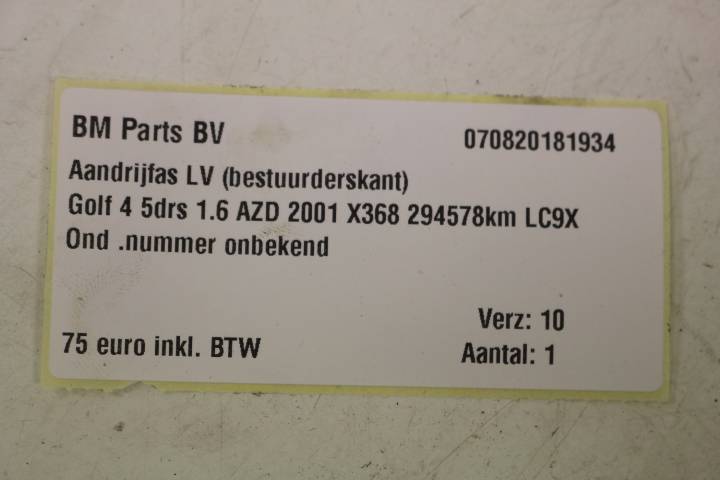 BM Parts BV 070820181934
Aandrijfas LV (bestuurderskant)
Golf 4 5drs 1.6 AZD 2001 X368 294578km LC9X
Ond .nummer onbekend
Verz: 10
75 euro inkl. BTW Aantal: 1